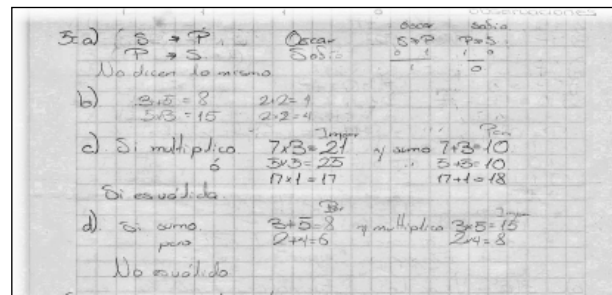 Observaciones
3: a) S → P Oscar Oscar Sofía
P → S Sofía S→P P→S
0 1 1 0
1 0
No dicen lo mismo
b) 3+5=8 2+2=4
5×3=15 2×2=4
Impar Par
c) Si multiplico 7×3=21 y sumo 7+3=10
ó 5×5=25 5+5=10
17×1=17 17+1=18
Si es válida
Par Impar
d) Si sumo 3+5=8 y multiplico 3×5=15
pero 2+4=6 2×4=8
No es válido